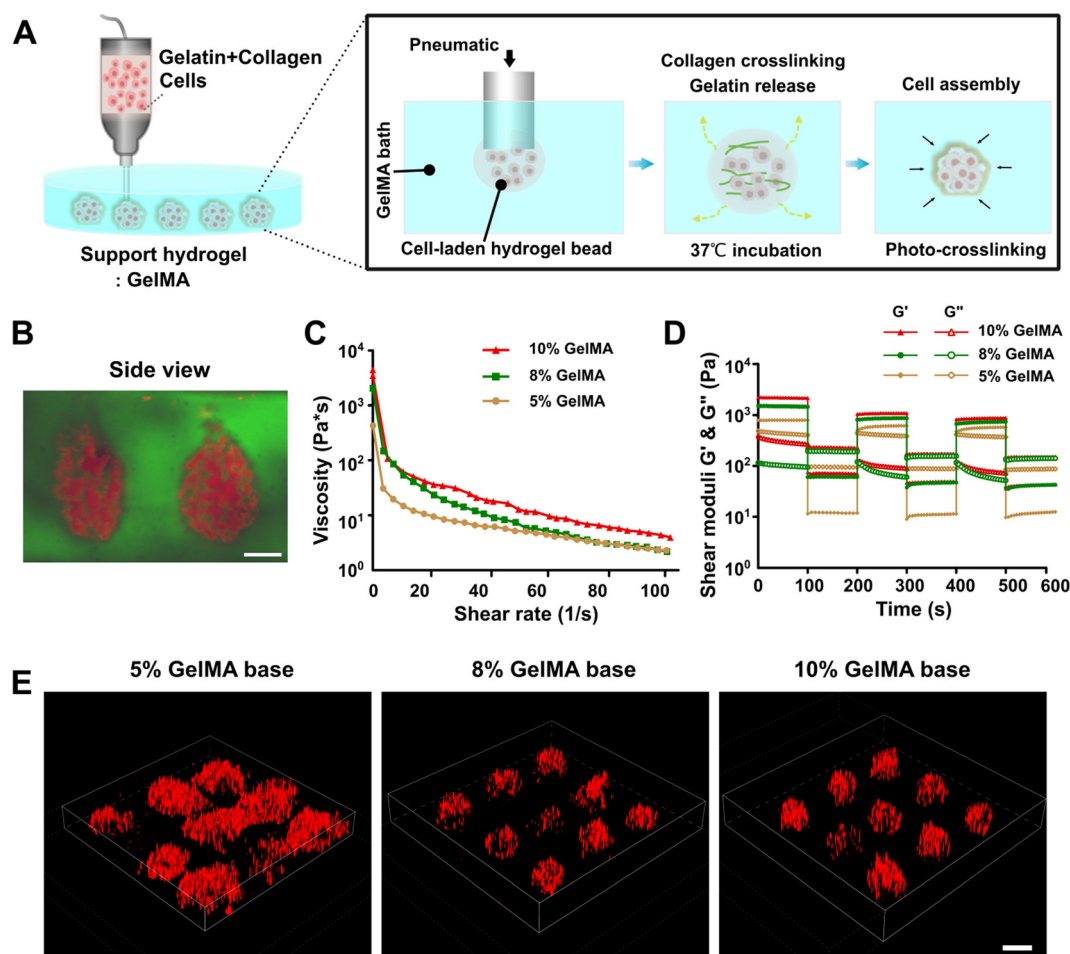 A
Gelatin+Collagen
Cells
Support hydrogel
: GelMA
Pneumatic
GelMA bath
Cell-laden hydrogel bead
Collagen crosslinking
Gelatin release
37℃ incubation
Cell assembly
Photo-crosslinking
B
Side view
C
10% GelMA
8% GelMA
5% GelMA
Viscosity (Pa*s)
10⁴
10³
10²
10¹
10⁰
0 20 40 60 80 100
Shear rate (1/s)
D
G' G"
10% GelMA
8% GelMA
5% GelMA
Shear moduli G' & G" (Pa)
10⁴
10³
10²
10¹
10⁰
0 100 200 300 400 500 600
Time (s)
E
5% GelMA base
8% GelMA base
10% GelMA base